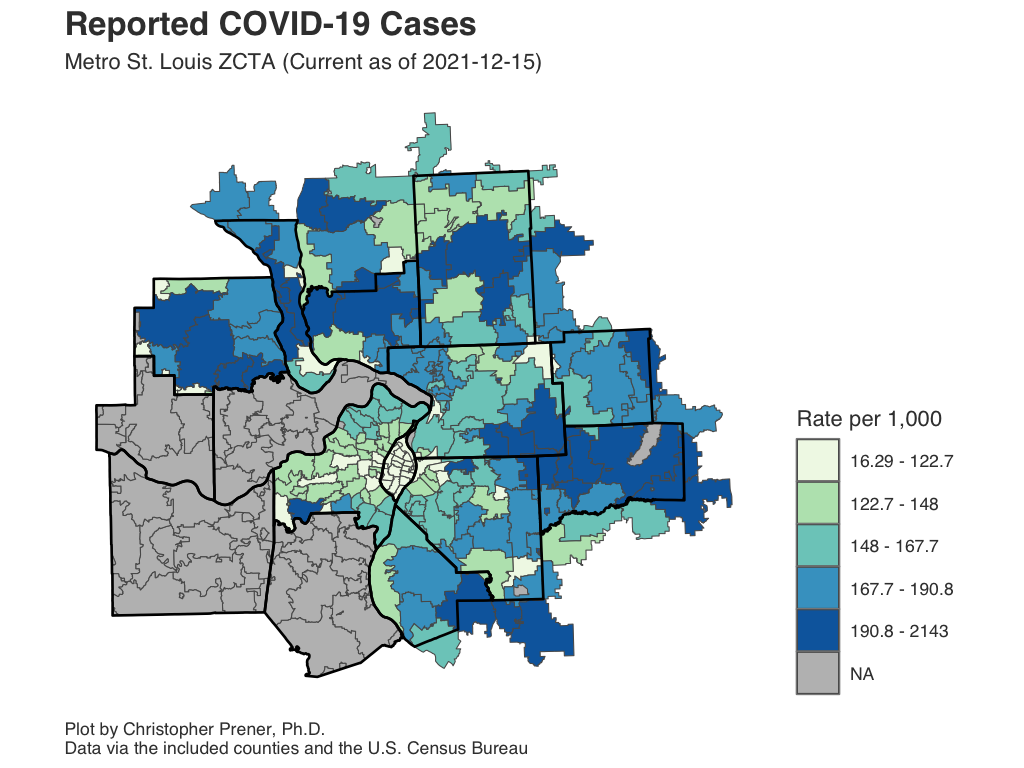 Reported COVID-19 Cases
Metro St. Louis ZCTA (Current as of 2021-12-15)
Rate per 1,000
16.29 - 122.7
122.7 - 148
148 - 167.7
167.7 - 190.8
190.8 - 2143
NA
Plot by Christopher Prener, Ph.D.
Data via the included counties and the U.S. Census Bureau